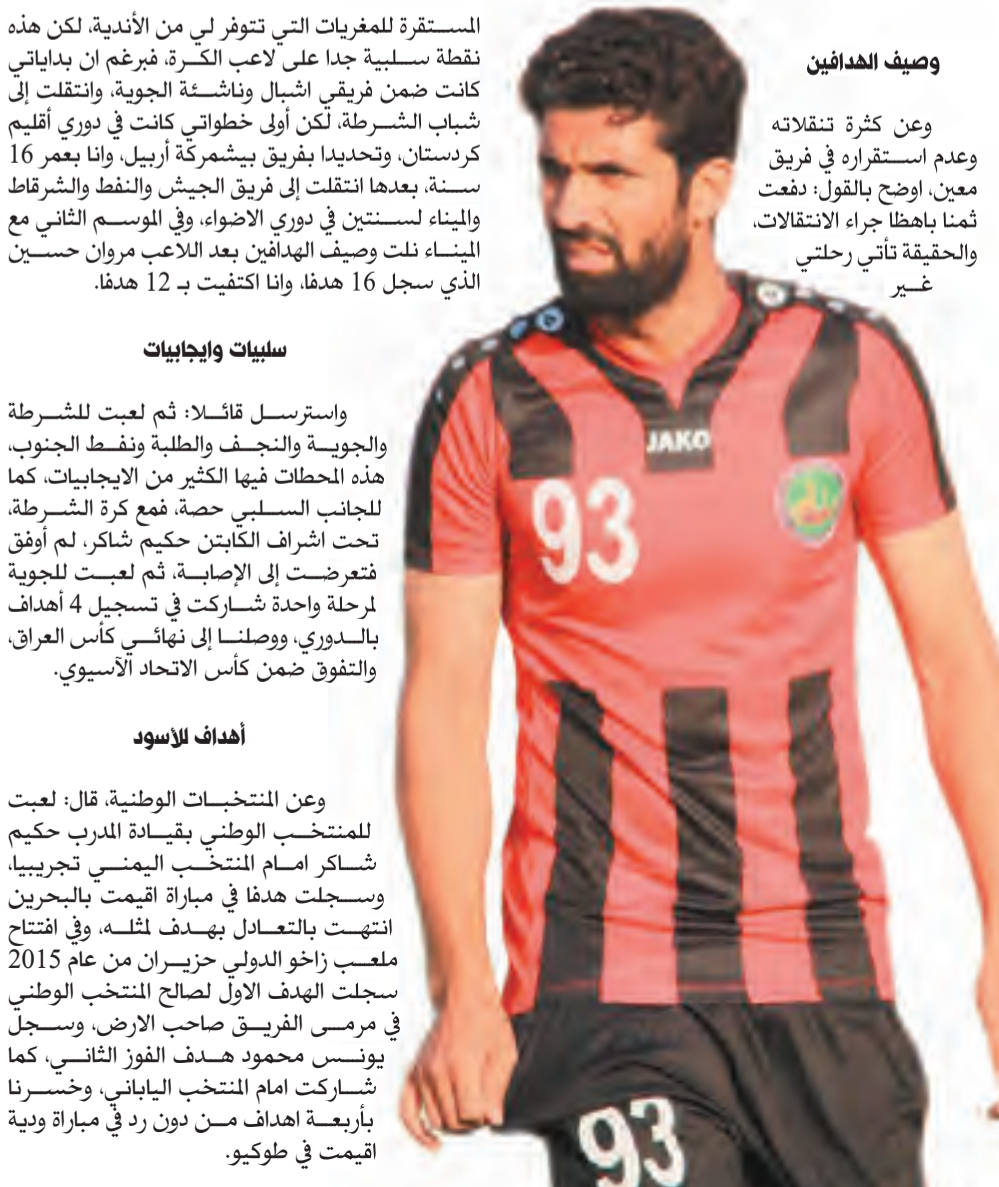 وصيف الهدافين
وعن كثرة تنقلاته
وعدم استقراره في فريق
معين، اوضح بالقول: دفعت
ثمنا باهظا جراء الانتقالات،
والحقيقة تأتي رحلتي
غير
المستقرة للمغريات التي تتوفر لي من الأندية، لكن هذه
نقطة سلبية جدا على لاعب الكرة، فبرغم ان بداياتي
كانت ضمن فريقي اشبال وناشئة الجوية، وانتقلت إلى
شباب الشرطة، لكن أولى خطواتي كانت في دوري أقليم
كردستان، وتحديدا بفريق بيشمركة أربيل، وانا بعمر 16
سنة، بعدها انتقلت إلى فريق الجيش والنفط والشرقاط
والميناء لسنتين في دوري الاضواء، وفي الموسم الثاني مع
الميناء نلت وصيف الهدافين بعد اللاعب مروان حسين
الذي سجل 16 هدفا، وانا اكتفيت بـ 12 هدفا.
سلبيات وايجابيات
واسترسل قائلا: ثم لعبت للشرطة
والجوية والنجف والطلبة ونفط الجنوب،
هذه المحطات فيها الكثير من الايجابيات، كما
للجانب السلبي حصة، فمع كرة الشرطة،
تحت اشراف الكابتن حكيم شاكر، لم أوفق
فتعرضت إلى الإصابة، ثم لعبت للجوية
لمرحلة واحدة شاركت في تسجيل 4 أهداف
بالدوري، ووصلنا إلى نهائي كأس العراق،
والتفوق ضمن كأس الاتحاد الآسيوي.
أهداف للأسود
وعن المنتخبات الوطنية، قال: لعبت
للمنتخب الوطني بقيادة المدرب حكيم
شاكر امام المنتخب اليمني تجريبيا،
وسجلت هدفا في مباراة اقيمت بالبحرين
انتهت بالتعادل بهدف لمثله، وفي افتتاح
ملعب زاخو الدولي حزيران من عام 2015
سجلت الهدف الاول لصالح المنتخب الوطني
في مرمى الفريق صاحب الارض، وسجل
يونس محمود هدف الفوز الثاني، كما
شاركت امام المنتخب الياباني، وخسرنا
بأربعة اهداف من دون رد في مباراة ودية
اقيمت في طوكيو.
JAKO
93
93